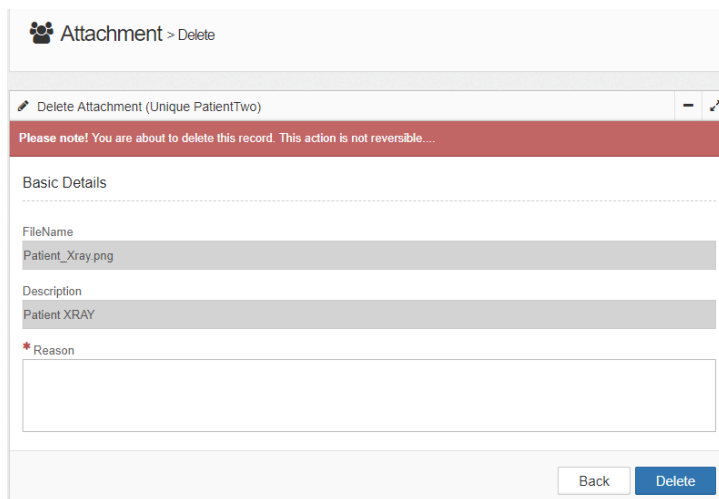 Attachment > Delete
Delete Attachment (Unique PatientTwo)
Please note! You are about to delete this record. This action is not reversible....
Basic Details
FileName
Patient_Xray.png
Description
Patient XRAY
* Reason
Back Delete